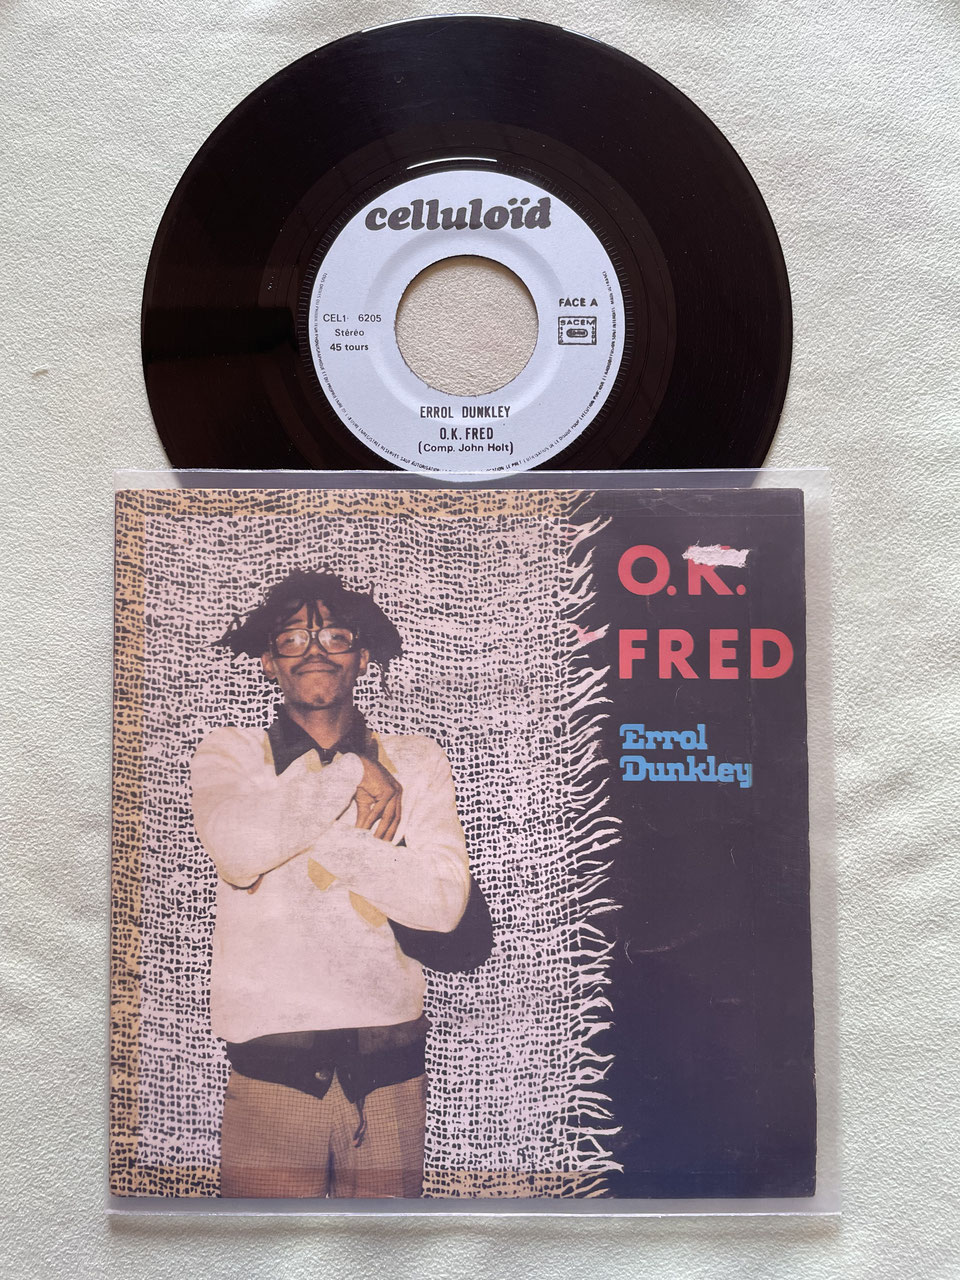 celluloïd
CEL1 6205
Stéréo
45 tours
FACE A
SACEM
ERROL DUNKLEY
O.K. FRED
(Comp. John Holt)
O.K.
FRED
Errol
Dunkley